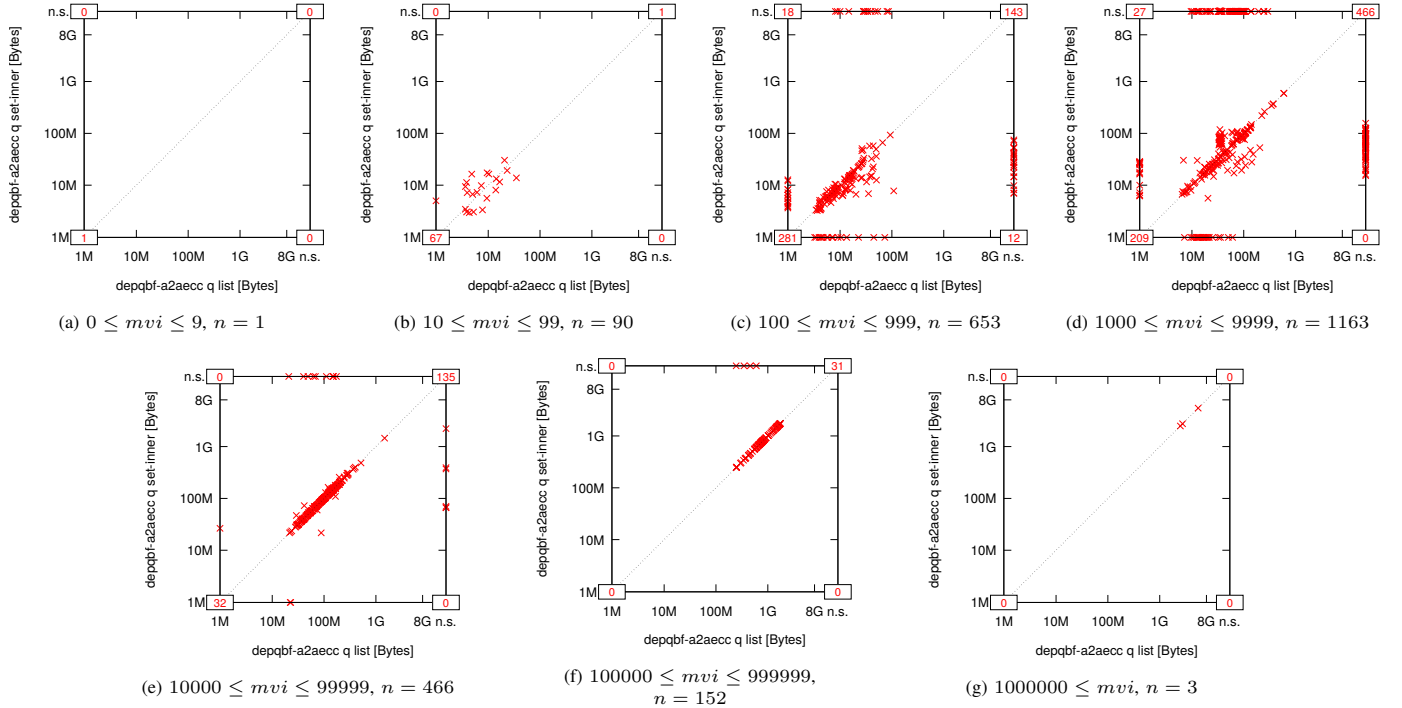 n.s.
0
0
8G
1G
100M
10M
1M
1
0
1M
10M
100M
1G
8G n.s.
depqbf-a2aecc q set-inner [Bytes]
depqbf-a2aecc q list [Bytes]
(a) 0 ≤ mvi ≤ 9, n = 1
n.s.
0
1
8G
1G
100M
10M
1M
67
0
1M
10M
100M
1G
8G n.s.
depqbf-a2aecc q set-inner [Bytes]
depqbf-a2aecc q list [Bytes]
(b) 10 ≤ mvi ≤ 99, n = 90
n.s.
18
143
8G
1G
100M
10M
1M
281
12
1M
10M
100M
1G
8G n.s.
depqbf-a2aecc q set-inner [Bytes]
depqbf-a2aecc q list [Bytes]
(c) 100 ≤ mvi ≤ 999, n = 653
n.s.
27
466
8G
1G
100M
10M
1M
209
0
1M
10M
100M
1G
8G n.s.
depqbf-a2aecc q set-inner [Bytes]
depqbf-a2aecc q list [Bytes]
(d) 1000 ≤ mvi ≤ 9999, n = 1163
n.s.
0
135
8G
1G
100M
10M
1M
32
0
1M
10M
100M
1G
8G n.s.
depqbf-a2aecc q set-inner [Bytes]
depqbf-a2aecc q list [Bytes]
(e) 10000 ≤ mvi ≤ 99999, n = 466
n.s.
0
31
8G
1G
100M
10M
1M
0
0
1M
10M
100M
1G
8G n.s.
depqbf-a2aecc q set-inner [Bytes]
depqbf-a2aecc q list [Bytes]
(f) 100000 ≤ mvi ≤ 999999,
n = 152
n.s.
0
0
8G
1G
100M
10M
1M
0
0
1M
10M
100M
1G
8G n.s.
depqbf-a2aecc q set-inner [Bytes]
depqbf-a2aecc q list [Bytes]
(g) 1000000 ≤ mvi, n = 3